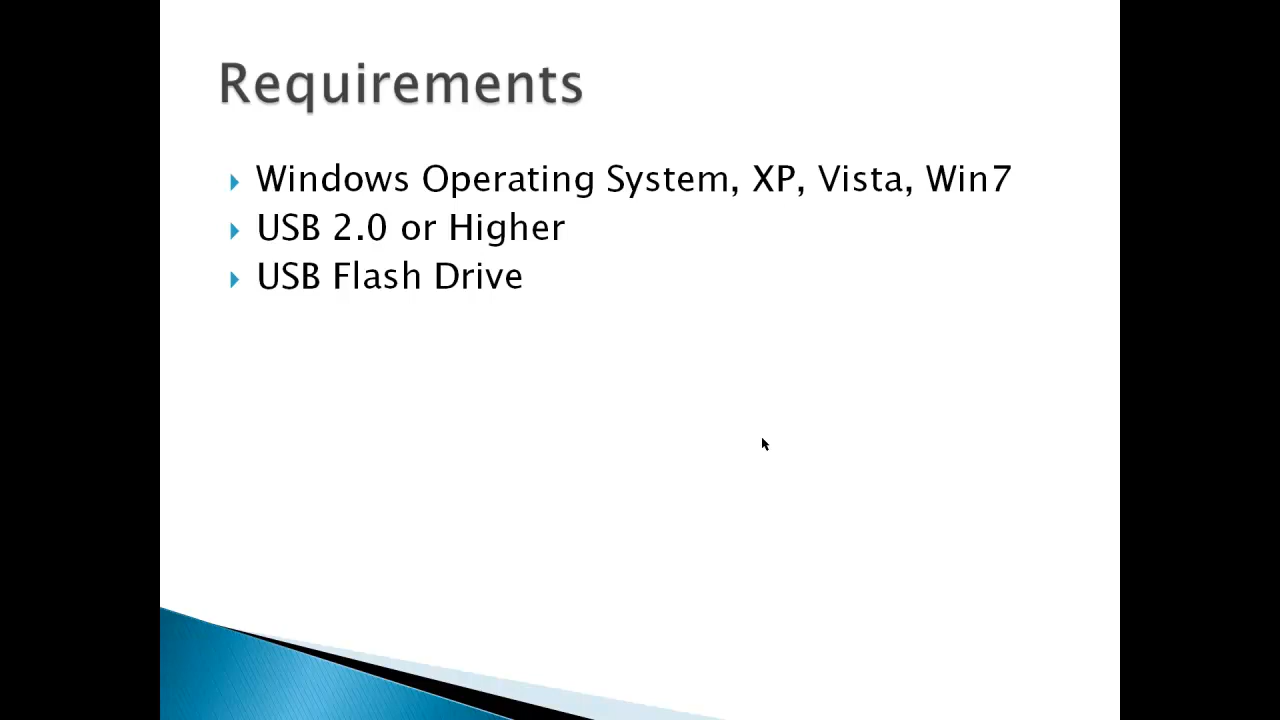 Requirements
Windows Operating System, XP, Vista, Win7
USB 2.0 or Higher
USB Flash Drive